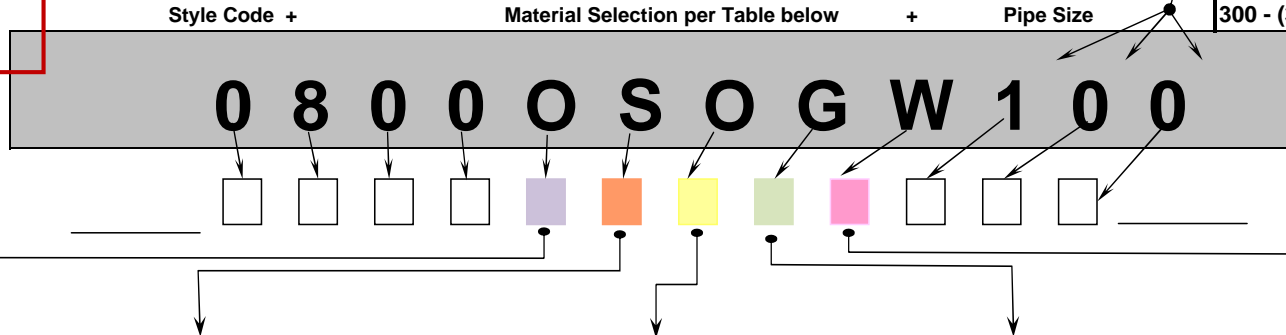 Style Code + Material Selection per Table below + Pipe Size 300 - (
0 8 0 0 O S O G W 1 0 0